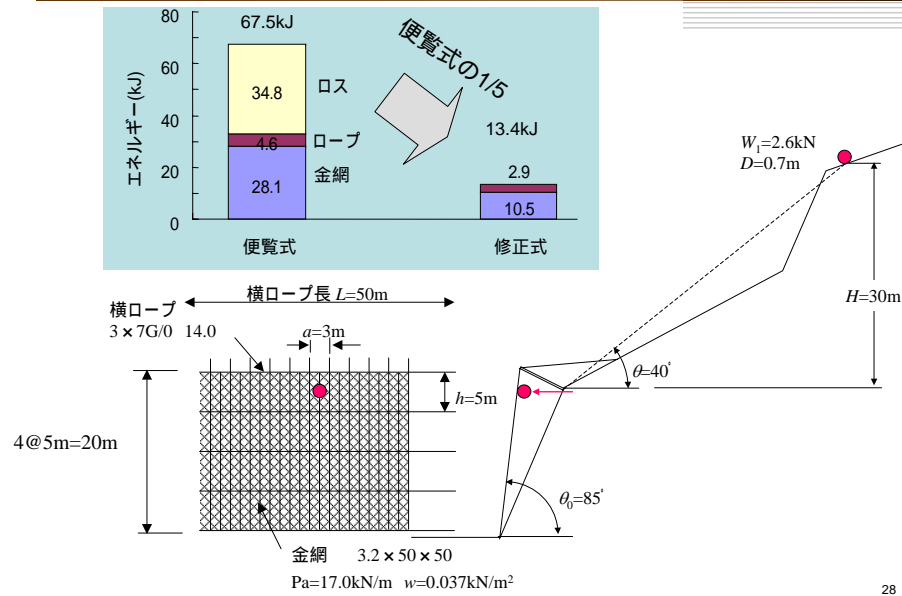 80
60
40
20
0
エネルギー(kJ)
67.5kJ
34.8
4.6
28.1
ロス
ロープ
金網
便覧式の1/5
13.4kJ
2.9
10.5
便覧式
修正式
W₁=2.6kN
D=0.7m
H=30m
θ=40°
θ₀=85°
横ロープ長 L=50m
横ロープ
3×7G/0 14.0
a=3m
h=5m
4@5m=20m
金網 3.2×50×50
Pa=17.0kN/m w=0.037kN/m²
28